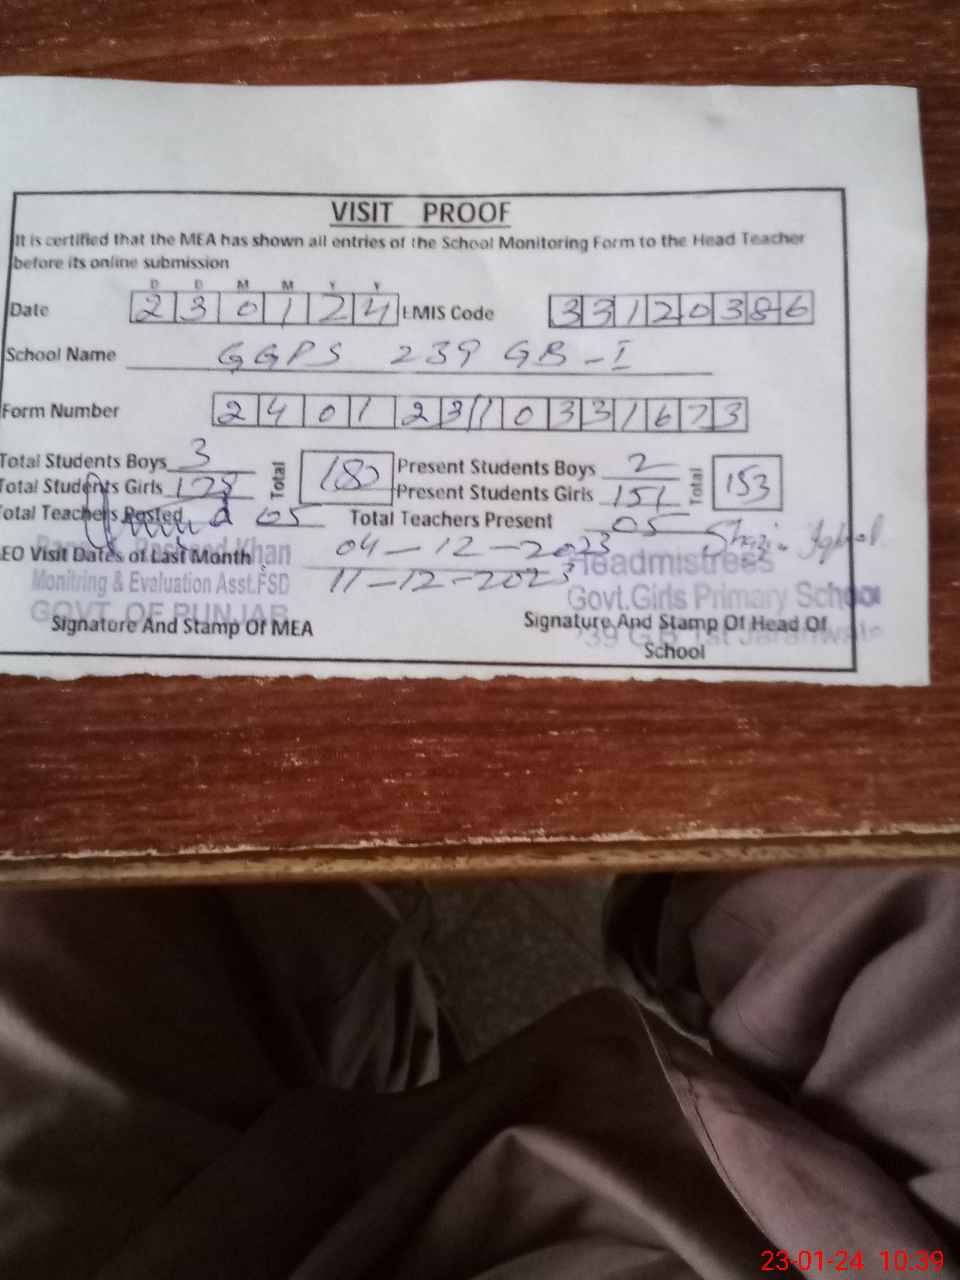 VISIT PROOF
It is certified that the MEA has shown all entries of the School Monitoring Form to the Head Teacher
before its online submission
D D M M Y Y
Date 2 3 0 1 2 4 EMIS Code 3 3 1 2 0 3 8 6
School Name GGPS 239 GB-I
Form Number 2 4 0 1 2 3 1 0 3 3 1 6 7 3
Total Students Boys 3 Total 180 Present Students Boys 2 Total 153
Total Students Girls Present Students Girls 151
Total Teachers Posted 05 Total Teachers Present 05
Iqbal
EO Visit Dates of Last Month 04-12-2023
11-12-2023
Khan
Monitring & Evaluation Asst.FSD
GOVT. OF PUNJAB
Signature And Stamp Of MEA
Headmistress
Govt.Girls Primary School
Signature And Stamp Of Head Of
School
23-01-24 10:39